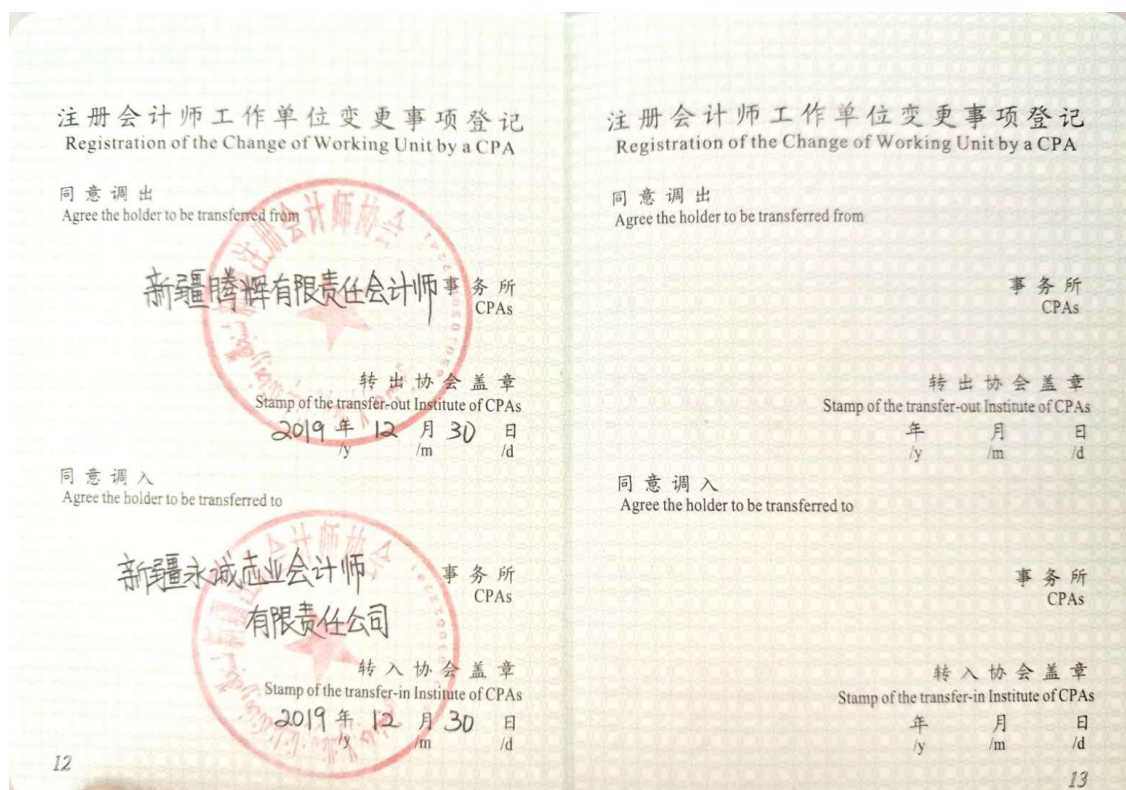 注册会计师工作单位变更事项登记
Registration of the Change of Working Unit by a CPA
同意调出
Agree the holder to be transferred from
新疆腾辉有限责任会计师事务所
CPAs
转出协会盖章
Stamp of the transfer-out Institute of CPAs
2019年12月30日
/y /m /d
同意调入
Agree the holder to be transferred to
新疆永诚志业会计师 事务所
CPAs
有限责任公司
转入协会盖章
Stamp of the transfer-in Institute of CPAs
2019年12月30日
/y /m /d
12
注册会计师工作单位变更事项登记
Registration of the Change of Working Unit by a CPA
同意调出
Agree the holder to be transferred from
事务所
CPAs
转出协会盖章
Stamp of the transfer-out Institute of CPAs
年 月 日
/y /m /d
同意调入
Agree the holder to be transferred to
事务所
CPAs
转入协会盖章
Stamp of the transfer-in Institute of CPAs
年 月 日
/y /m /d
13